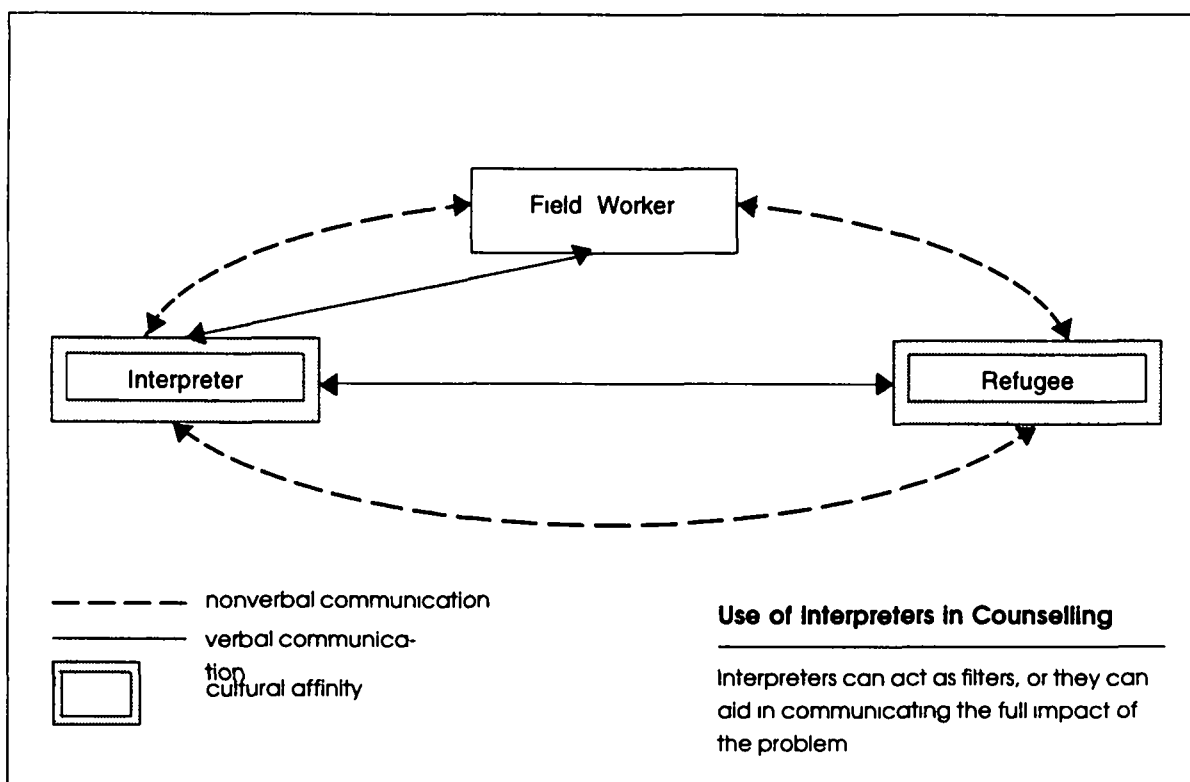 Field Worker
Interpreter
Refugee
nonverbal communication
verbal communica-
tion
cultural affinity
Use of Interpreters in Counselling
Interpreters can act as filters, or they can
aid in communicating the full impact of
the problem